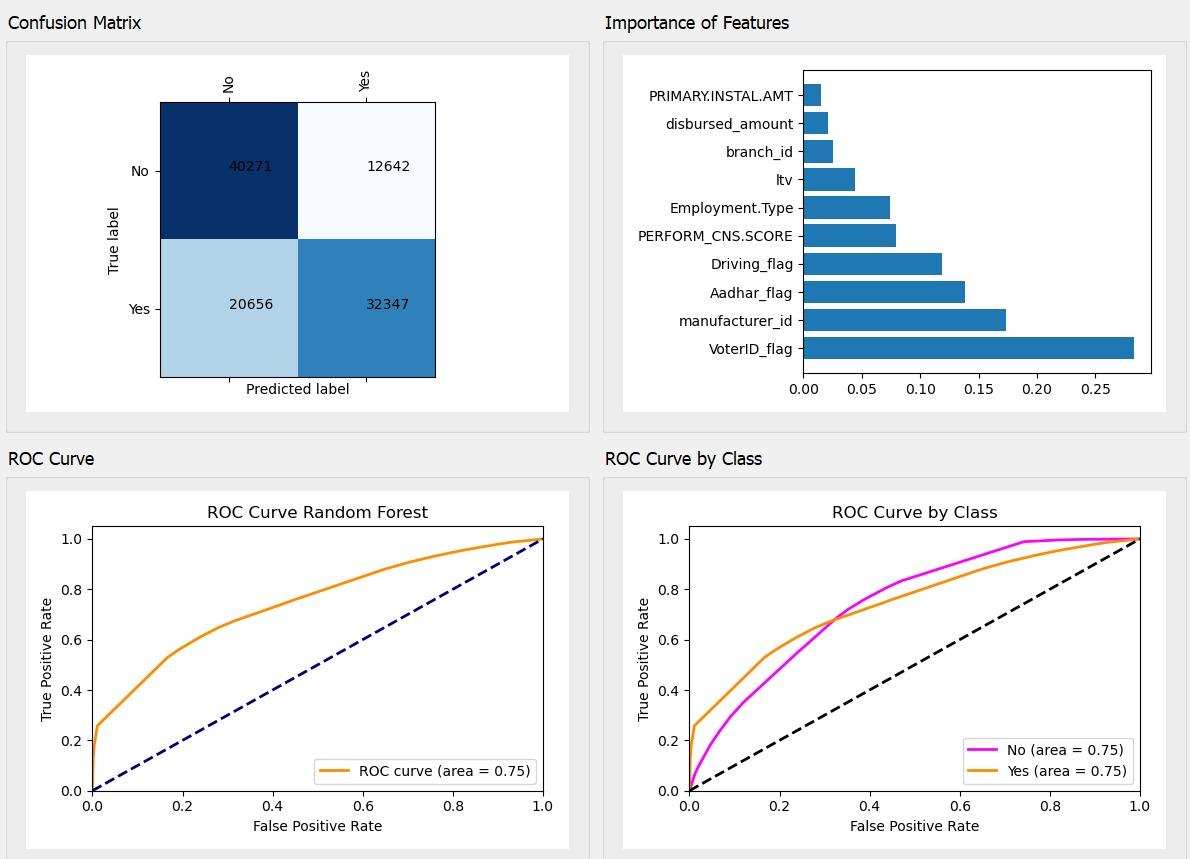 Confusion Matrix
No
Yes
No
40271
12642
True label
Yes
20656
32347
Predicted label
Importance of Features
PRIMARY.INSTAL.AMT
disbursed_amount
branch_id
ltv
Employment.Type
PERFORM_CNS.SCORE
Driving_flag
Aadhar_flag
manufacturer_id
VoterID_flag
0.00 0.05 0.10 0.15 0.20 0.25
ROC Curve
ROC Curve Random Forest
1.0
0.8
0.6
0.4
0.2
0.0
True Positive Rate
ROC curve (area = 0.75)
0.0 0.2 0.4 0.6 0.8 1.0
False Positive Rate
ROC Curve by Class
ROC Curve by Class
1.0
0.8
0.6
0.4
0.2
0.0
True Positive Rate
No (area = 0.75)
Yes (area = 0.75)
0.0 0.2 0.4 0.6 0.8 1.0
False Positive Rate